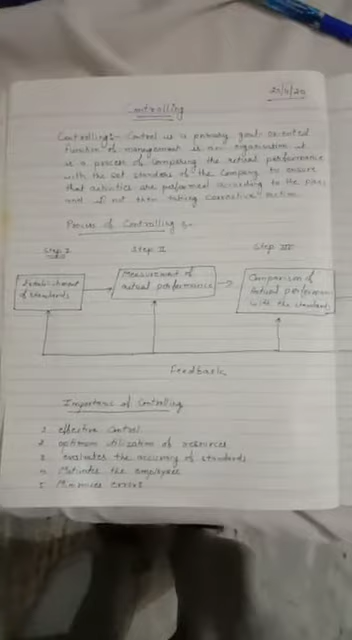 20/4/20
Controlling
Controlling:- Control is a primary goal-oriented
function of management is an organisation it
is a process of comparing the actual performance
with the set standers of the Company to ensure
that activities are performed according to the plan
and if not then taking corrective action.
Process of Controlling :-
Step I Step II Step III
Establishment of standards
Measurement of actual performance
Comparison of Actual performance with the standards
Feedback
Importance of Controlling
1 effective control
2 optimum utilization of resources
3 evaluates the accuracy of standards
4 Motivates the employees
5 Minimises errors